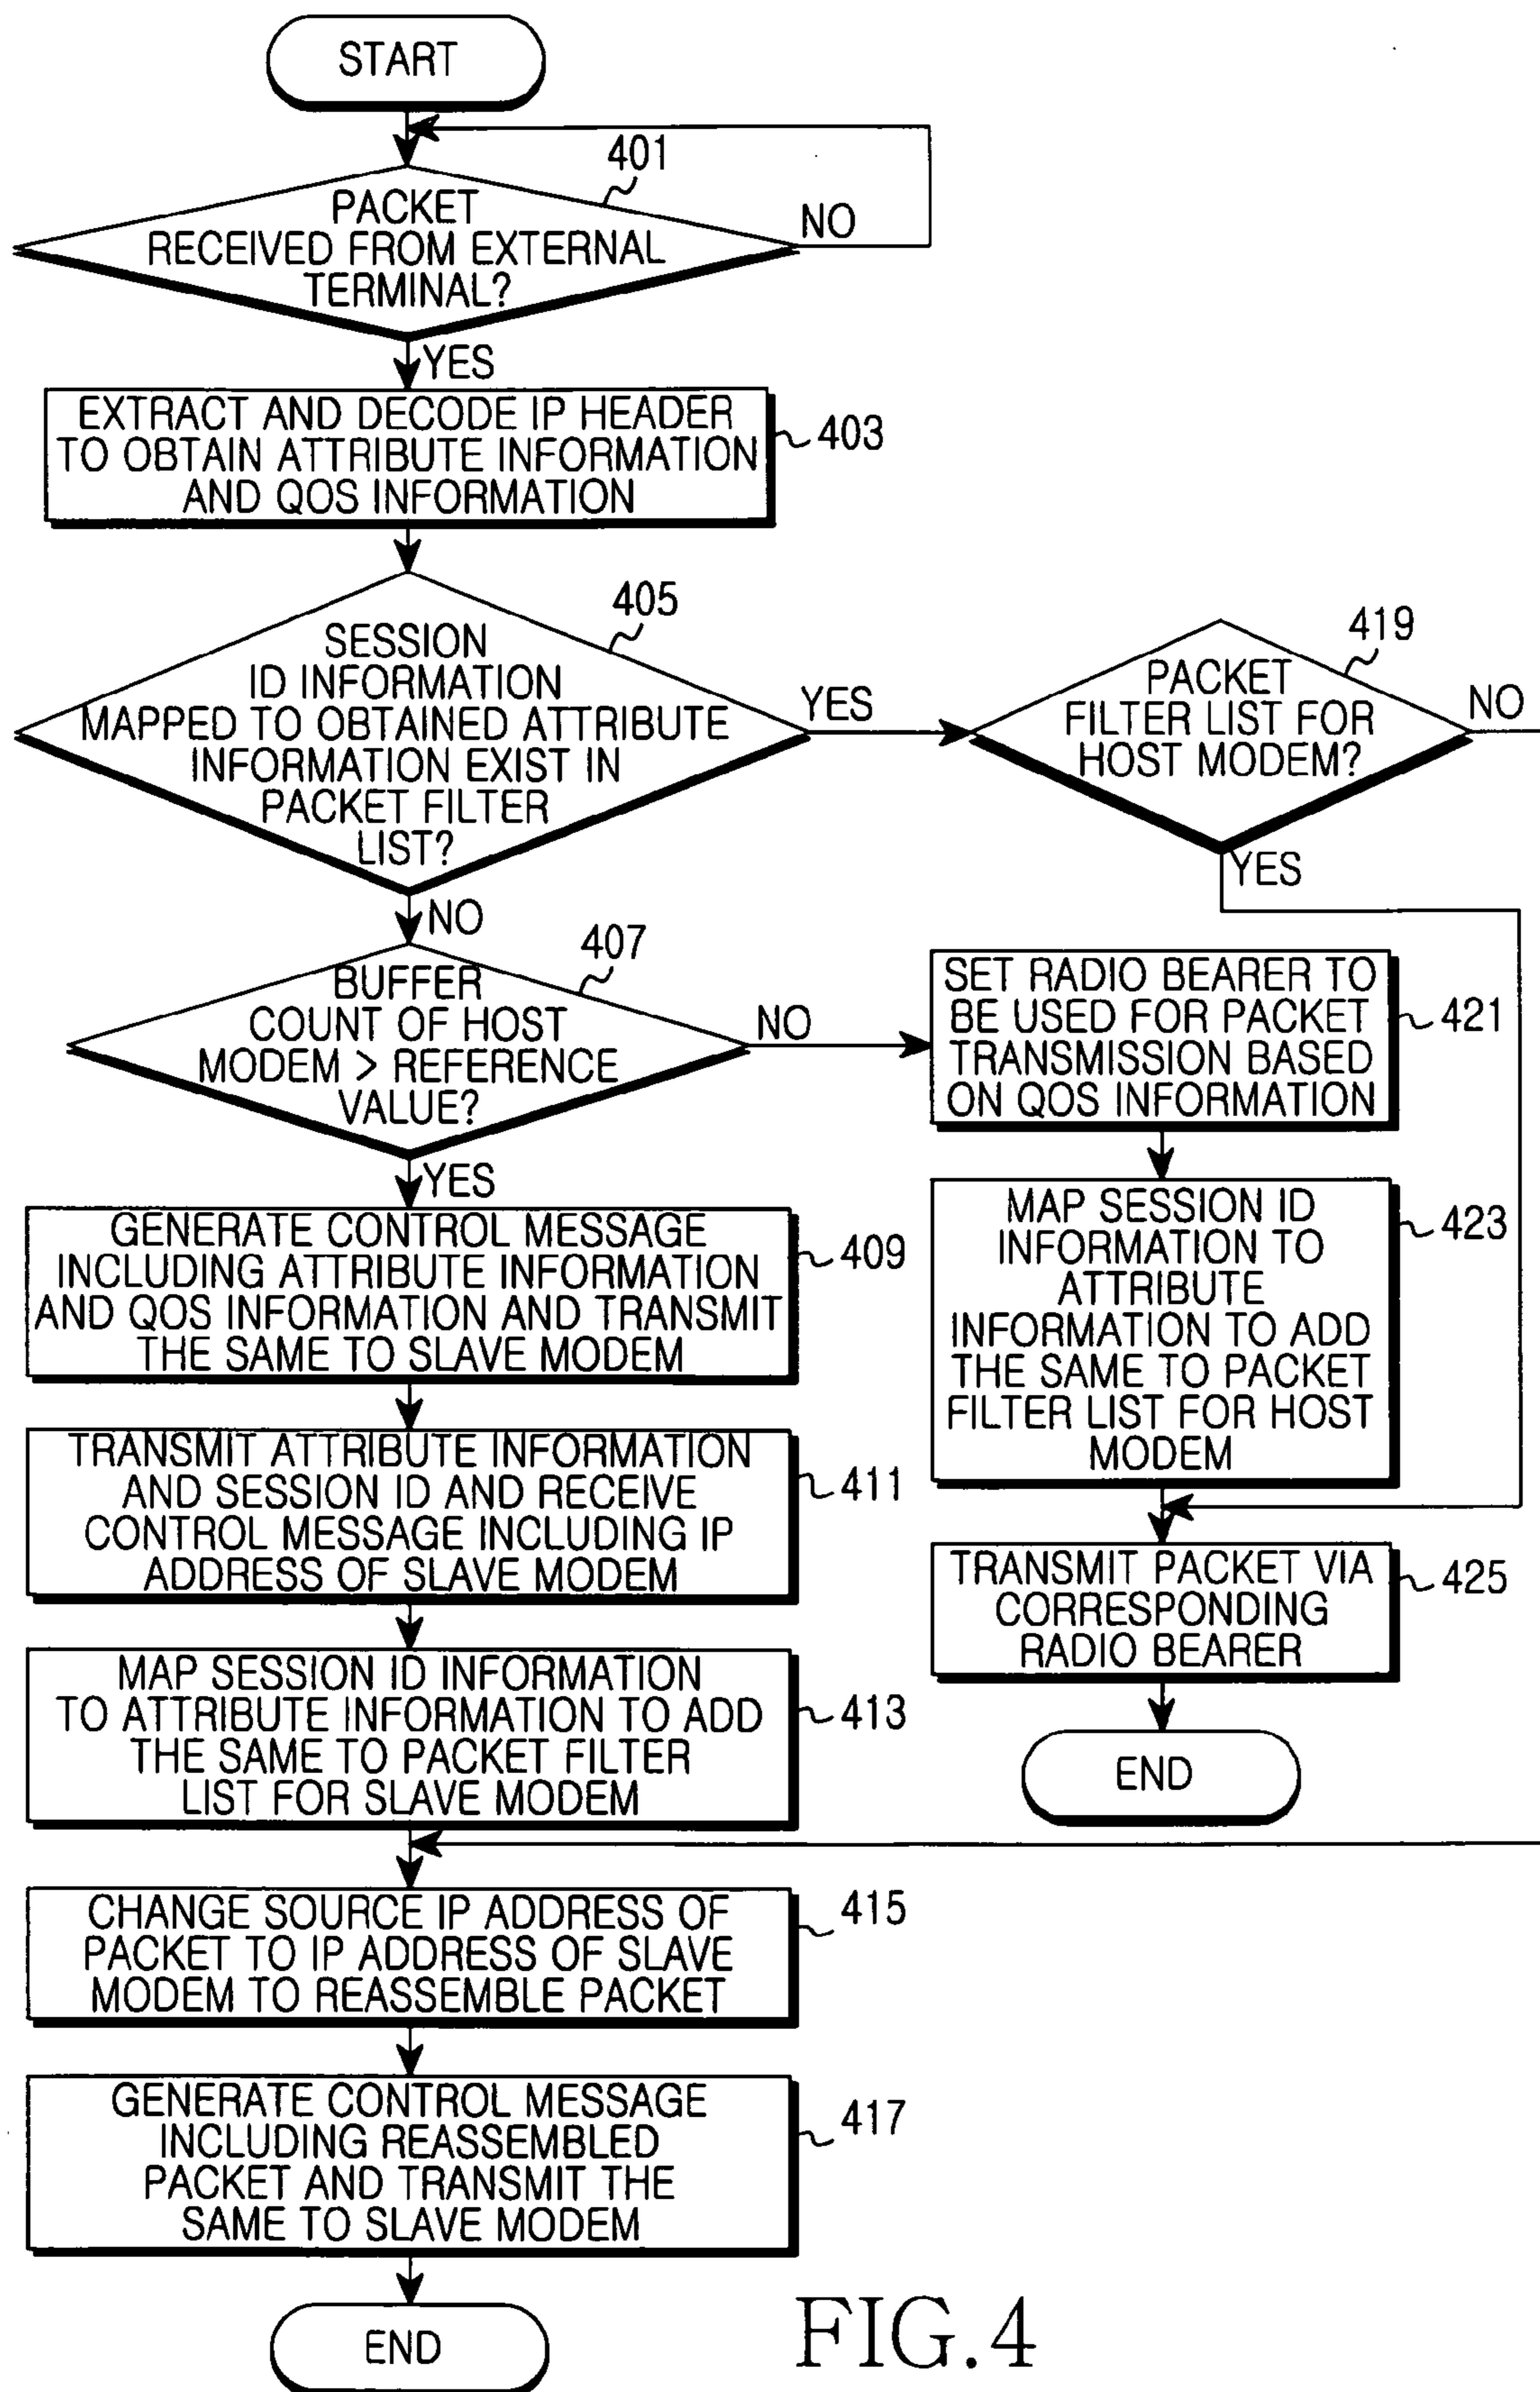 START
401
PACKET
RECEIVED FROM EXTERNAL
TERMINAL?
NO
YES
EXTRACT AND DECODE IP HEADER
TO OBTAIN ATTRIBUTE INFORMATION
AND QOS INFORMATION
403
405
SESSION
ID INFORMATION
MAPPED TO OBTAINED ATTRIBUTE
INFORMATION EXIST IN
PACKET FILTER
LIST?
YES
419
PACKET
FILTER LIST FOR
HOST MODEM?
NO
YES
NO
407
BUFFER
COUNT OF HOST
MODEM > REFERENCE
VALUE?
NO
SET RADIO BEARER TO
BE USED FOR PACKET
TRANSMISSION BASED
ON QOS INFORMATION
421
YES
GENERATE CONTROL MESSAGE
INCLUDING ATTRIBUTE INFORMATION
AND QOS INFORMATION AND TRANSMIT
THE SAME TO SLAVE MODEM
409
MAP SESSION ID
INFORMATION TO
ATTRIBUTE
INFORMATION TO ADD
THE SAME TO PACKET
FILTER LIST FOR HOST
MODEM
423
TRANSMIT ATTRIBUTE INFORMATION
AND SESSION ID AND RECEIVE
CONTROL MESSAGE INCLUDING IP
ADDRESS OF SLAVE MODEM
411
TRANSMIT PACKET VIA
CORRESPONDING
RADIO BEARER
425
MAP SESSION ID INFORMATION
TO ATTRIBUTE INFORMATION TO ADD
THE SAME TO PACKET FILTER
LIST FOR SLAVE MODEM
413
END
CHANGE SOURCE IP ADDRESS OF
PACKET TO IP ADDRESS OF SLAVE
MODEM TO REASSEMBLE PACKET
415
GENERATE CONTROL MESSAGE
INCLUDING REASSEMBLED
PACKET AND TRANSMIT THE
SAME TO SLAVE MODEM
417
END
FIG.4